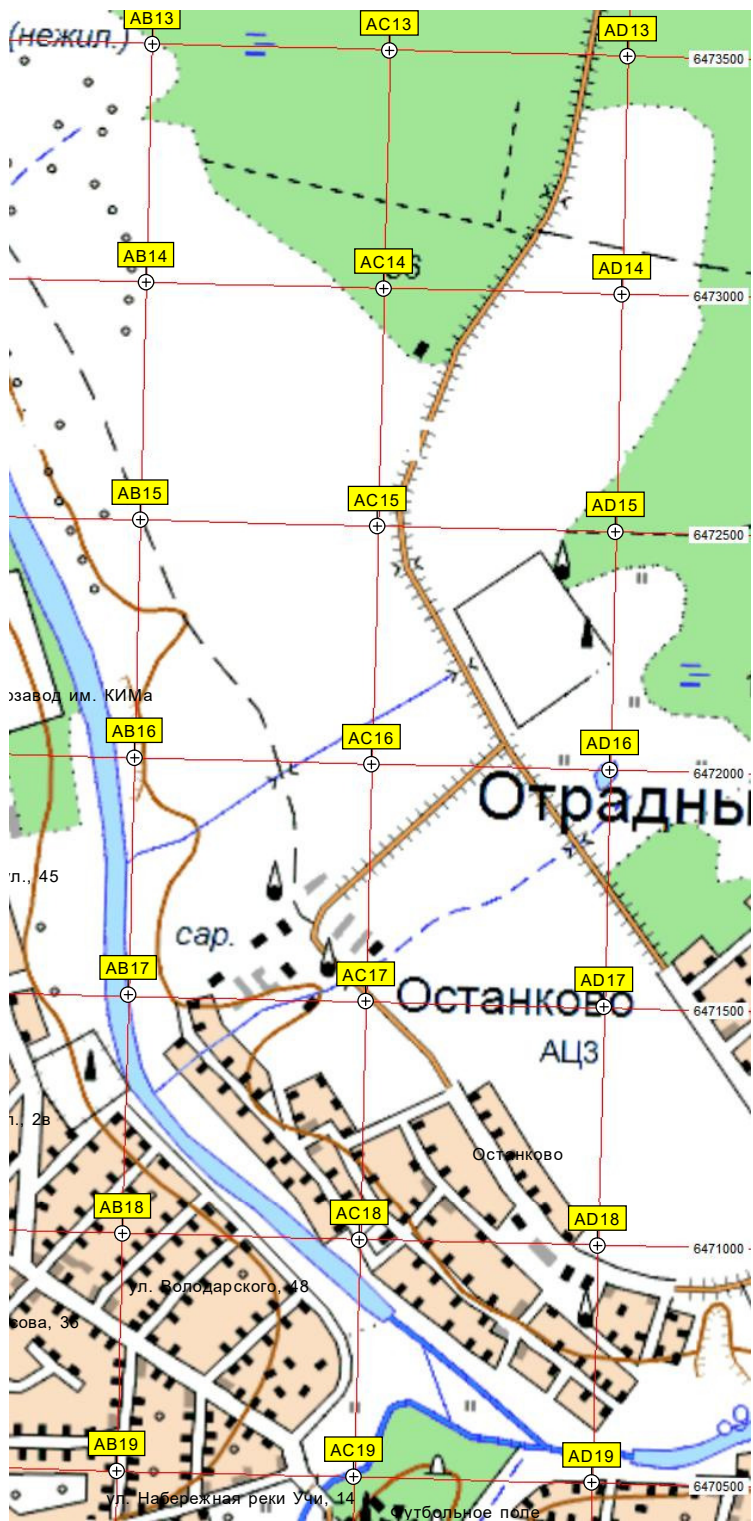 AB13
AC13
AD13
(нежил.)
6473500
AB14
AC14
AD14
6473000
AB15
AC15
AD15
6472500
озавод им. КИМа
AB16
AC16
AD16
6472000
Отрадны
ул., 45
сар.
AB17
AC17
AD17
Останково
6471500
АЦЗ
л., 2в
Останково
AB18
AC18
AD18
6471000
ул. Володарского, 48
сова, 36
AB19
AC19
AD19
6470500
ул. Набережная реки Учи, 14
Футбольное поле